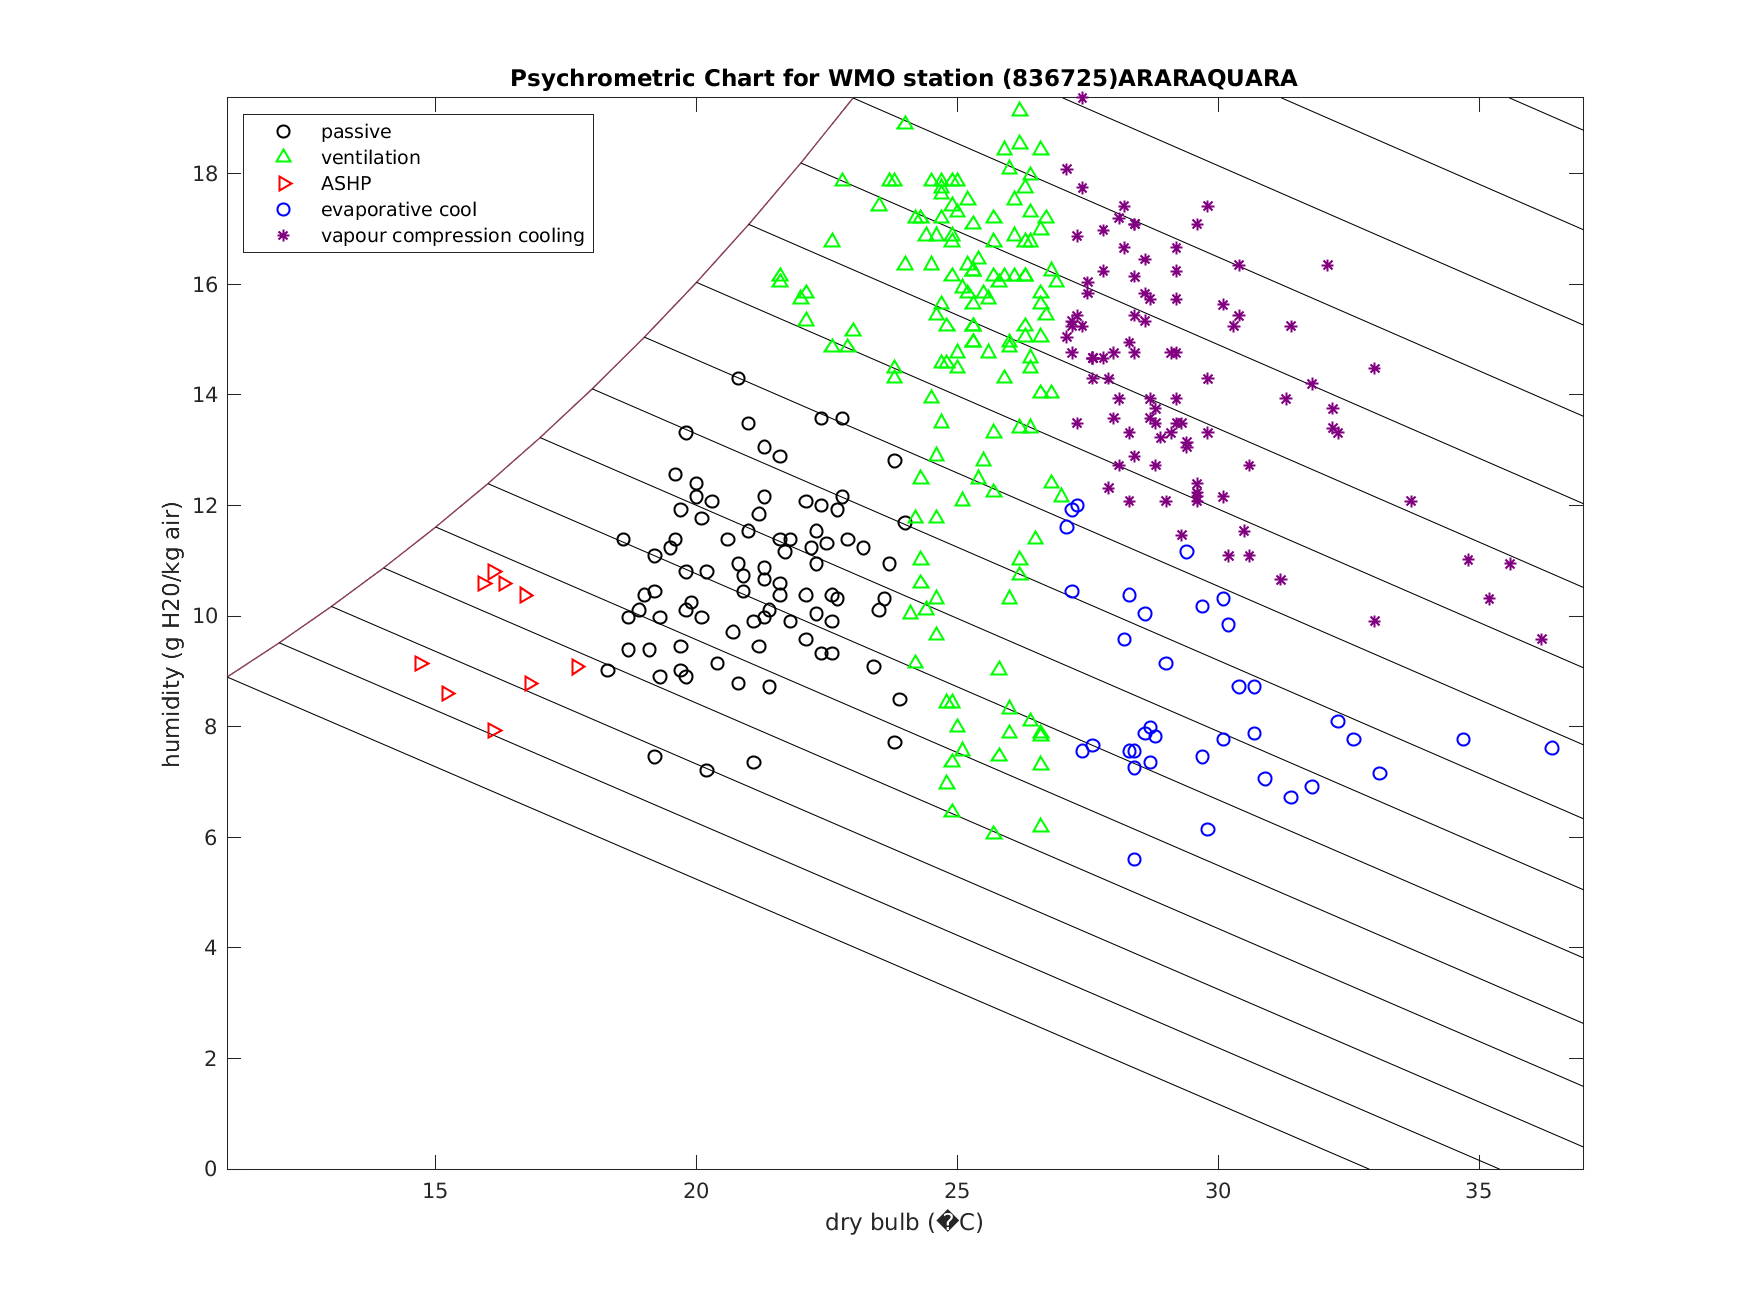 Psychrometric Chart for WMO station (836725)ARARAQUARA
passive
ventilation
ASHP
evaporative cool
vapour compression cooling
humidity (g H20/kg air)
18
16
14
12
10
8
6
4
2
0
15 20 25 30 35
dry bulb (�C)